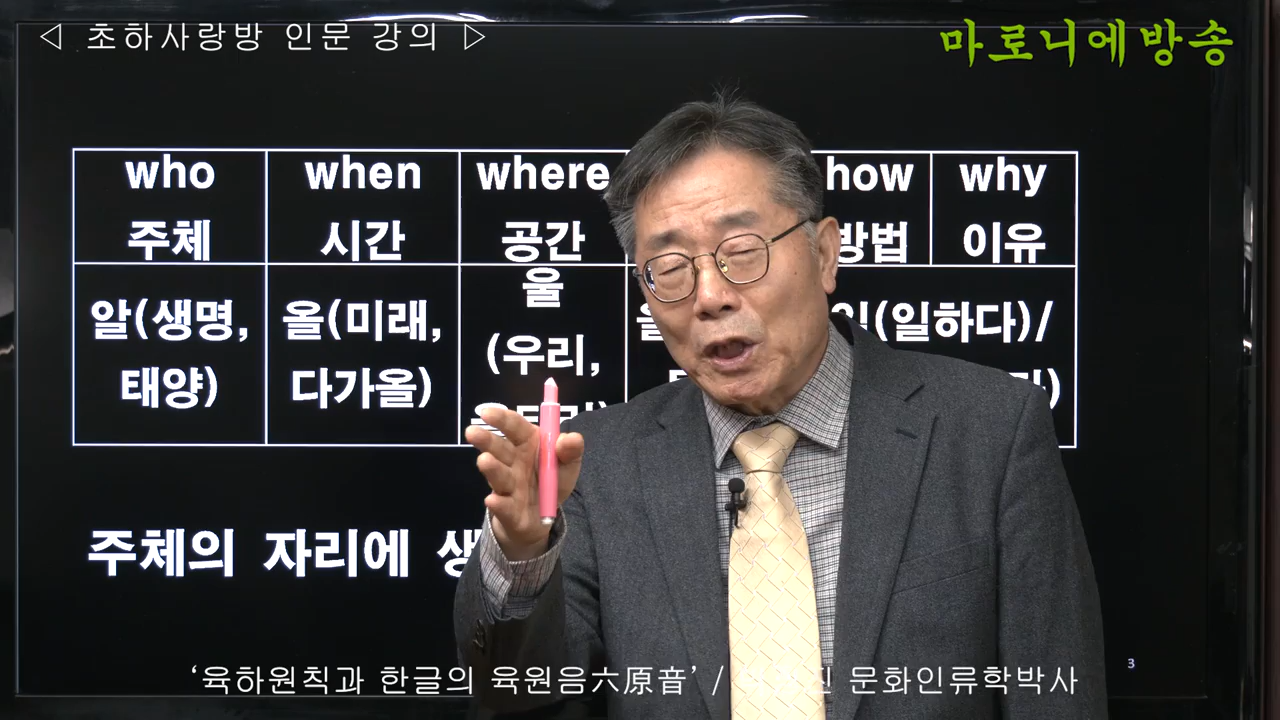 ◁ 초하사랑방 인문 강의 ▷
마로니에방송
who when where how why
주체 시간 공간 방법 이유
알(생명, 태양)
올(미래, 다가올)
울 (우리,
(일하다)/
주체의 자리에
‘육하원칙과 한글의 육원음六原音’ / 문화인류학박사
3